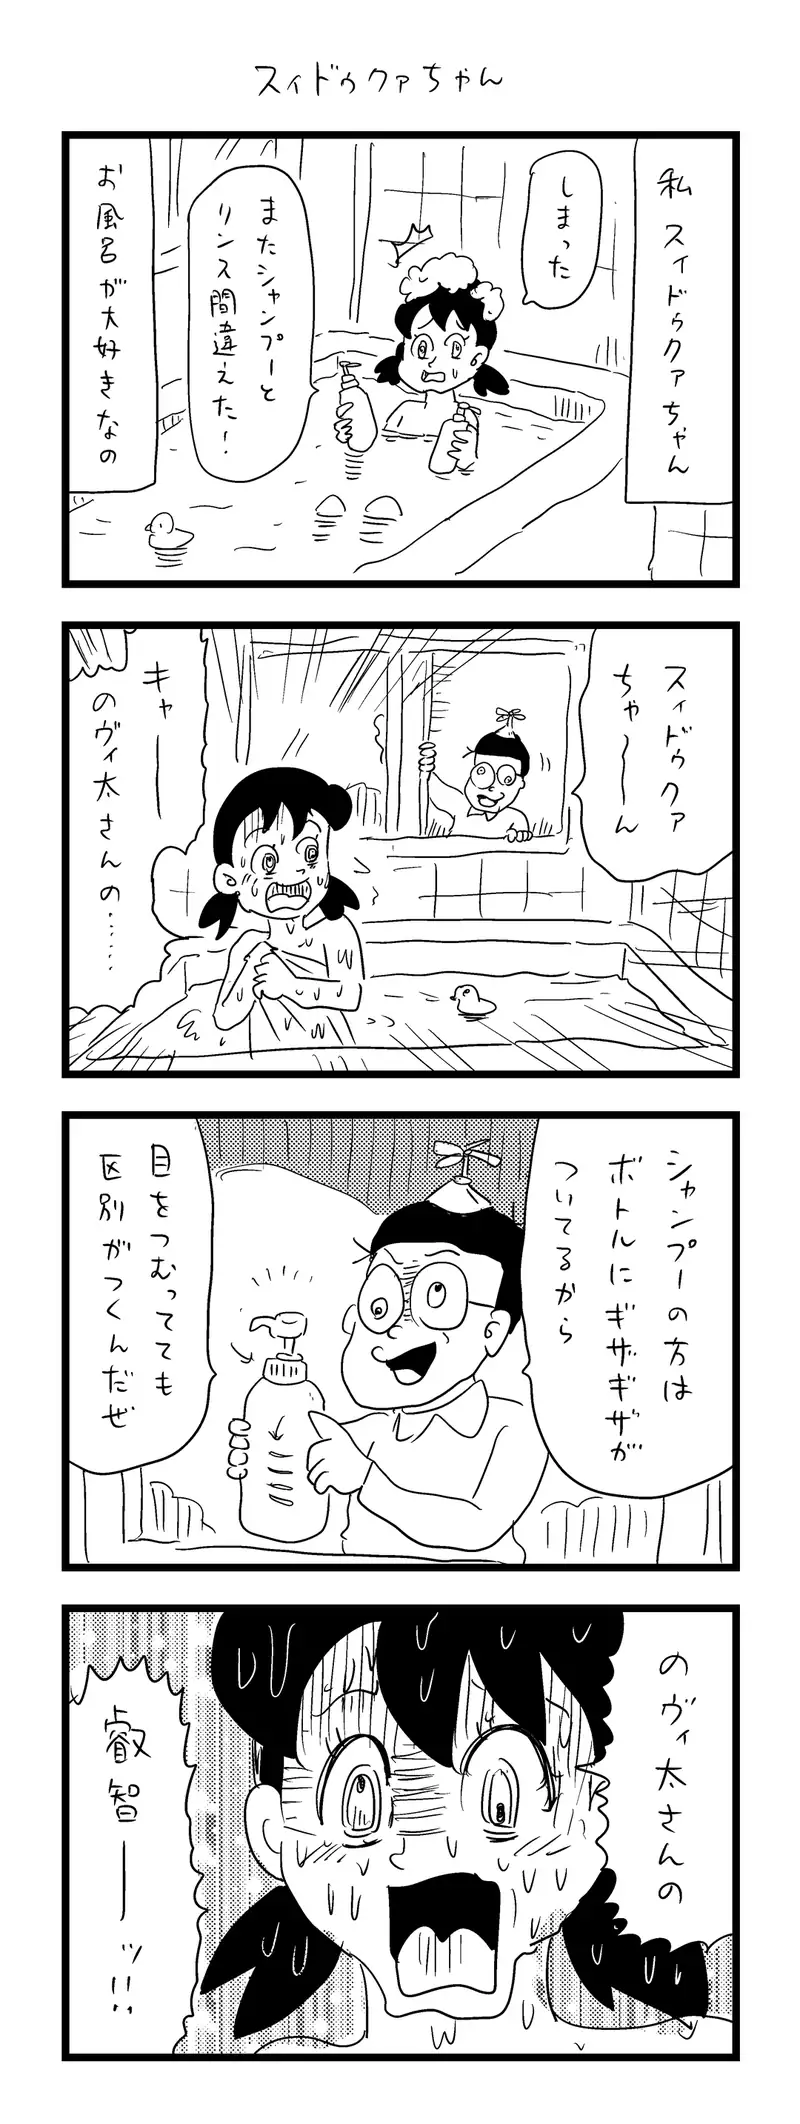 スィドゥクァちゃん
私スィドゥクァちゃん
しまった
またシャンプーと
リンス間違えた!
お風呂が大好きなの
スィドゥクァ
ちゃ〜〜ん
キャーー
のヴィ太さんの……
シャンプーの方は
ボトルにギザギザが
ついてるから
目をつむってても
区別がつくんだぜ
のヴィ太さんの
叡智――ッ!!